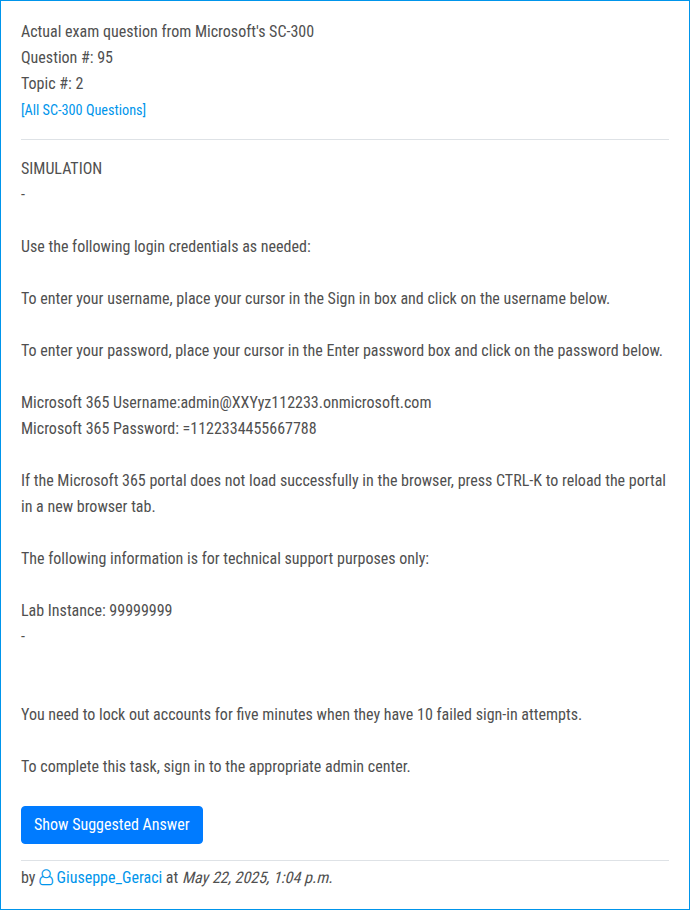 Actual exam question from Microsoft's SC-300
Question #: 95
Topic #: 2
[All SC-300 Questions]
SIMULATION
-
Use the following login credentials as needed:
To enter your username, place your cursor in the Sign in box and click on the username below.
To enter your password, place your cursor in the Enter password box and click on the password below.
Microsoft 365 Username:admin@XXYyz112233.onmicrosoft.com
Microsoft 365 Password: =1122334455667788
If the Microsoft 365 portal does not load successfully in the browser, press CTRL-K to reload the portal
in a new browser tab.
The following information is for technical support purposes only:
Lab Instance: 99999999
-
You need to lock out accounts for five minutes when they have 10 failed sign-in attempts.
To complete this task, sign in to the appropriate admin center.
Show Suggested Answer
by Giuseppe_Geraci at May 22, 2025, 1:04 p.m.